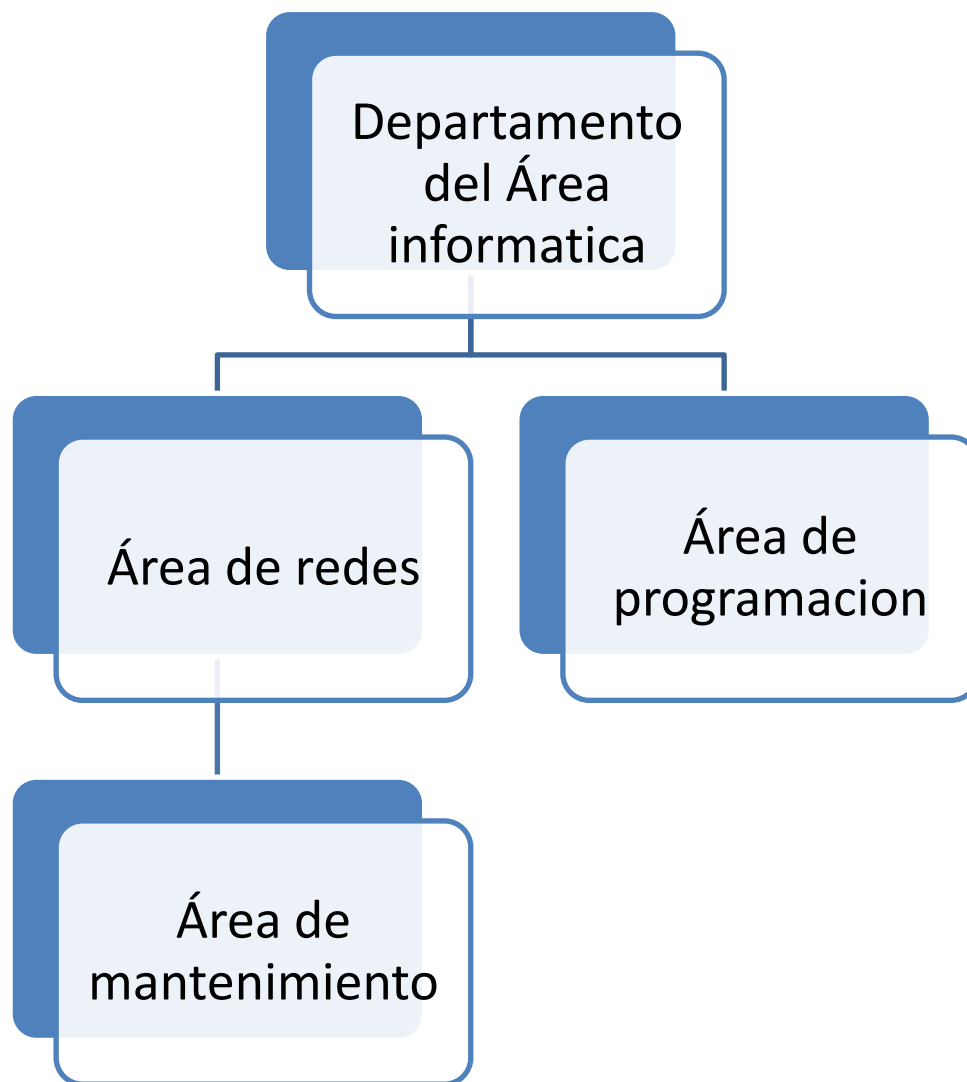 Departamento
del Área
informatica
Área de redes
Área de
programacion
Área de
mantenimiento